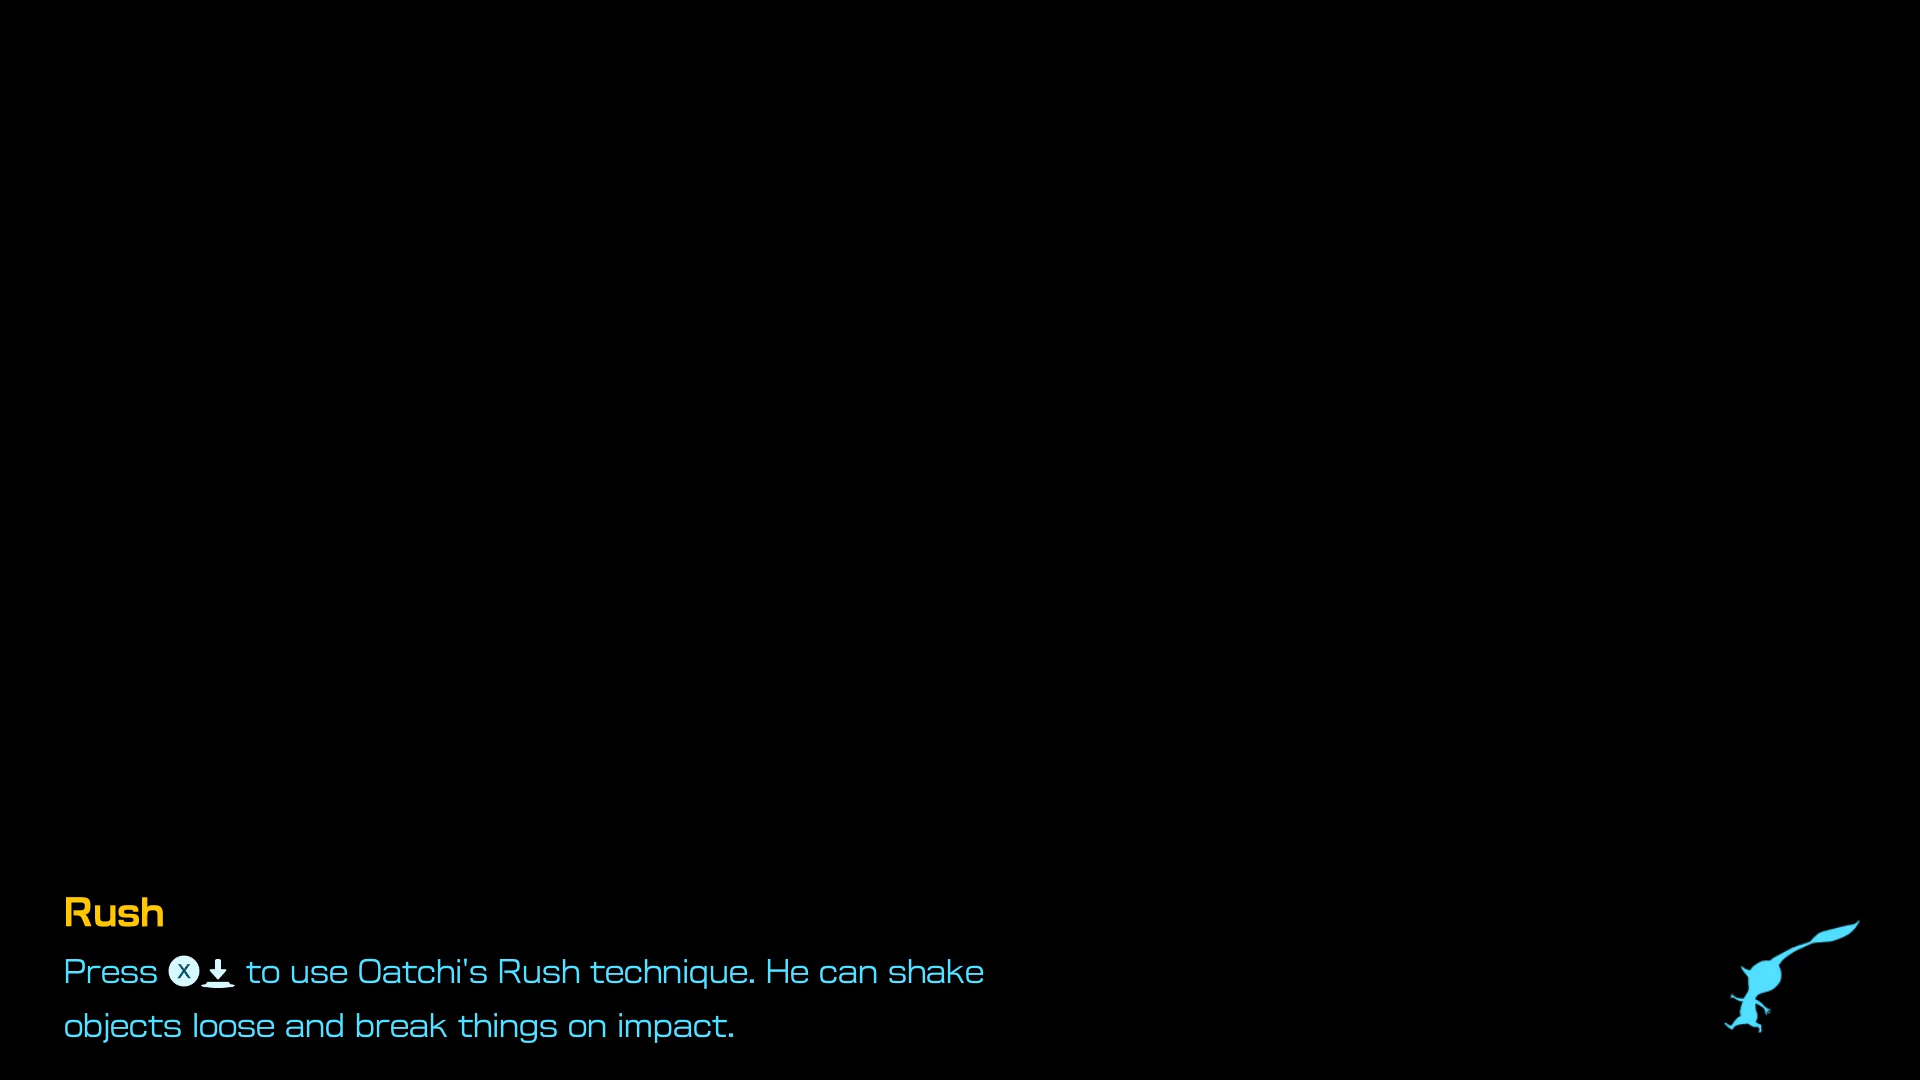 Rush
Press X to use Oatchi's Rush technique. He can shake
objects loose and break things on impact.